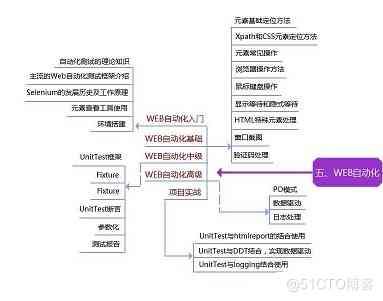 五、WEB自动化
WEB自动化入门
自动化测试的理论知识
主流的Web自动化测试框架介绍
Selenium的发展历史及工作原理
元素查看工具使用
环境搭建
WEB自动化基础
元素基础定位方法
Xpath和CSS元素定位方法
元素常见操作
浏览器操作方法
鼠标键盘操作
显示等待和隐式等待
HTML特殊元素处理
窗口截图
验证码处理
WEB自动化中级
UnitTest框架
Fixture
Fixture
UnitTest断言
参数化
测试报告
WEB自动化高级
PO模式
数据驱动
日志处理
项目实战
UnitTest与htmlreport的结合使用
UnitTest与DDT结合，实现数据驱动
UnitTest与logging结合使用
@51CTO博客